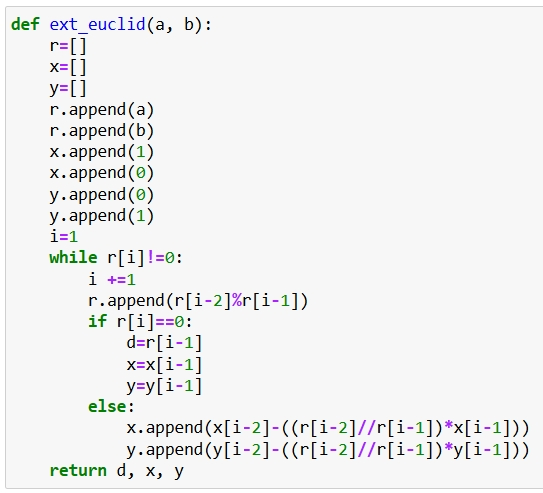 def ext_euclid(a, b):
    r=[]
    x=[]
    y=[]
    r.append(a)
    r.append(b)
    x.append(1)
    x.append(0)
    y.append(0)
    y.append(1)
    i=1
    while r[i]!=0:
        i +=1
        r.append(r[i-2]%r[i-1])
        if r[i]==0:
            d=r[i-1]
            x=x[i-1]
            y=y[i-1]
        else:
            x.append(x[i-2]-((r[i-2]//r[i-1])*x[i-1]))
            y.append(y[i-2]-((r[i-2]//r[i-1])*y[i-1]))
    return d, x, y